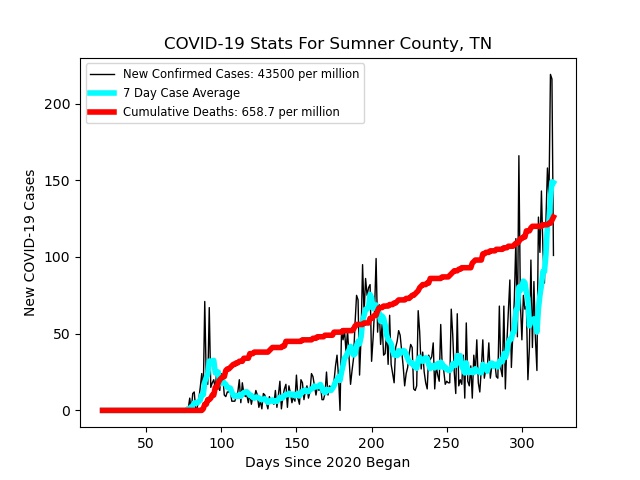 COVID-19 Stats For Sumner County, TN
New Confirmed Cases: 43500 per million
7 Day Case Average
Cumulative Deaths: 658.7 per million
New COVID-19 Cases
200
150
100
50
0
50 100 150 200 250 300
Days Since 2020 Began